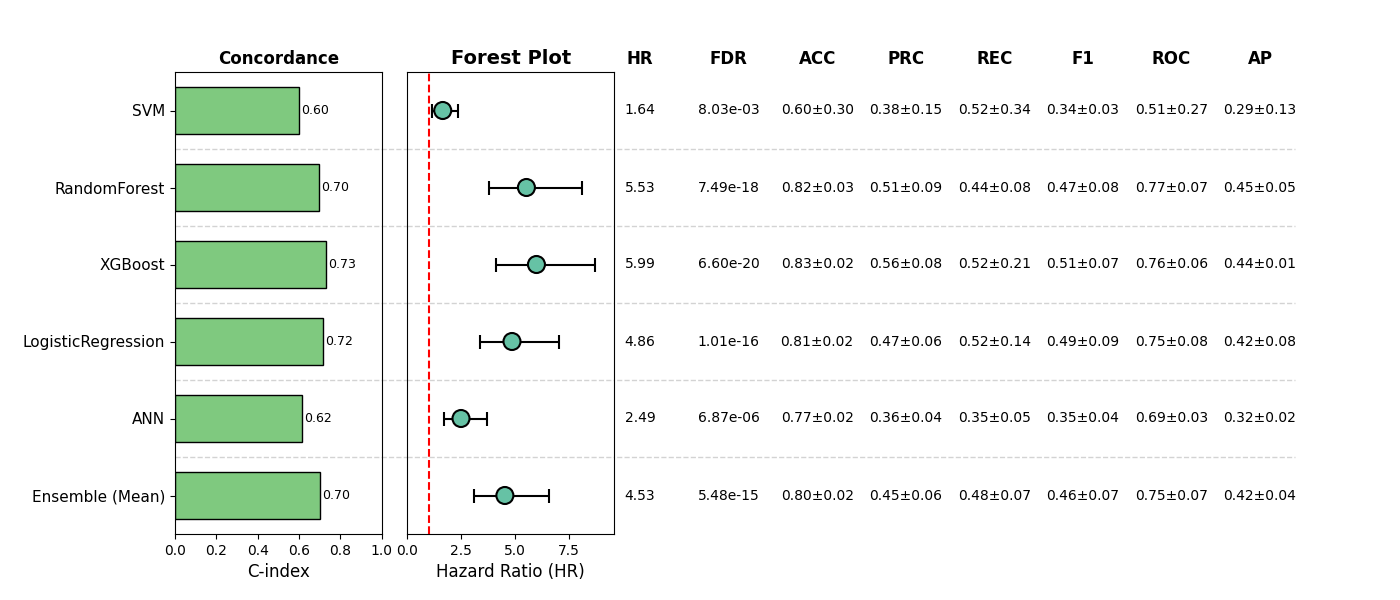 Concordance Forest Plot HR FDR ACC PRC REC F1 ROC AP
SVM 0.60 1.64 8.03e-03 0.60±0.30 0.38±0.15 0.52±0.34 0.34±0.03 0.51±0.27 0.29±0.13
RandomForest 0.70 5.53 7.49e-18 0.82±0.03 0.51±0.09 0.44±0.08 0.47±0.08 0.77±0.07 0.45±0.05
XGBoost 0.73 5.99 6.60e-20 0.83±0.02 0.56±0.08 0.52±0.21 0.51±0.07 0.76±0.06 0.44±0.01
LogisticRegression 0.72 4.86 1.01e-16 0.81±0.02 0.47±0.06 0.52±0.14 0.49±0.09 0.75±0.08 0.42±0.08
ANN 0.62 2.49 6.87e-06 0.77±0.02 0.36±0.04 0.35±0.05 0.35±0.04 0.69±0.03 0.32±0.02
Ensemble (Mean) 0.70 4.53 5.48e-15 0.80±0.02 0.45±0.06 0.48±0.07 0.46±0.07 0.75±0.07 0.42±0.04
0.0 0.2 0.4 0.6 0.8 1.0 0.0 2.5 5.0 7.5
C-index Hazard Ratio (HR)